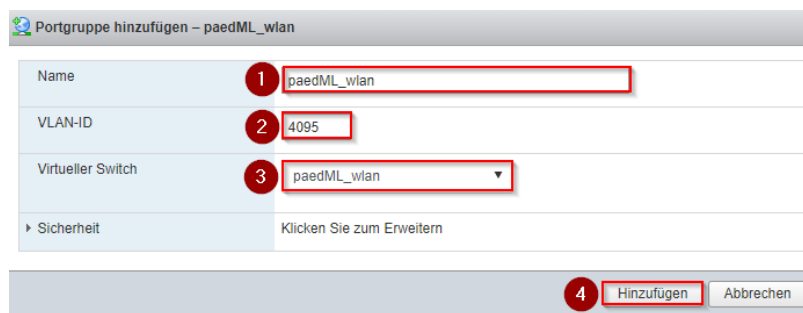 Portgruppe hinzufügen – paedML_wlan
Name 1 paedML_wlan
VLAN-ID 2 4095
Virtueller Switch 3 paedML_wlan
Sicherheit Klicken Sie zum Erweitern
4 Hinzufügen Abbrechen